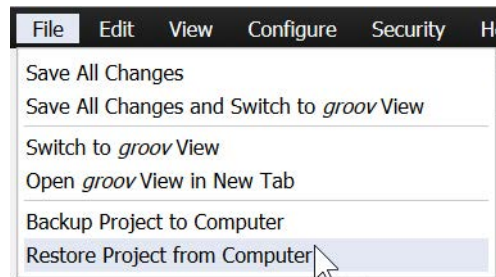 File Edit View Configure Security
Save All Changes
Save All Changes and Switch to groov View
Switch to groov View
Open groov View in New Tab
Backup Project to Computer
Restore Project from Computer